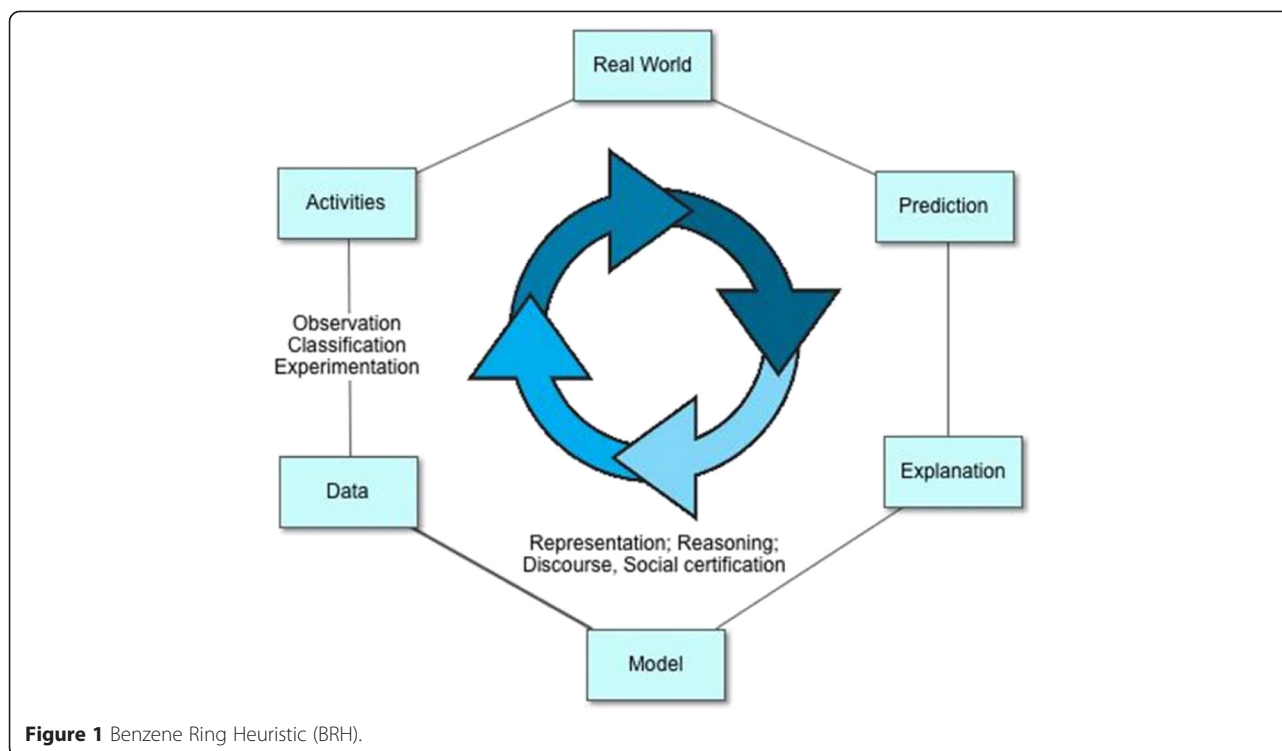 Real World
Activities
Prediction
Observation
Classification
Experimentation
Data
Explanation
Representation; Reasoning;
Discourse, Social certification
Model
Figure 1 Benzene Ring Heuristic (BRH).